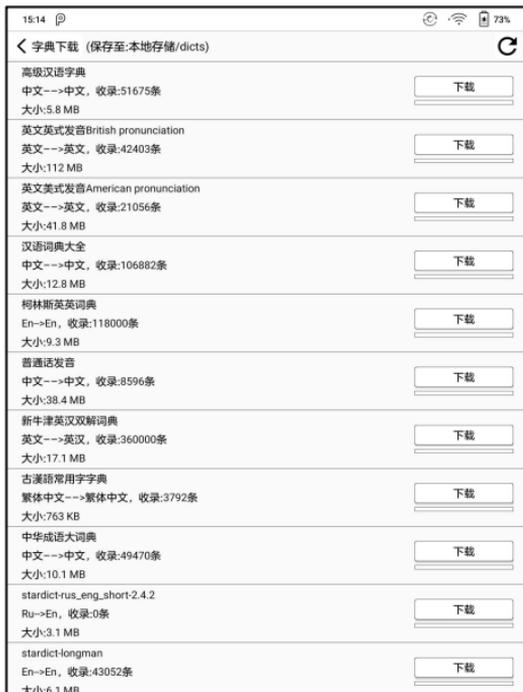 15:14 73%
字典下载 (保存至:本地存储/dicts)
高级汉语字典
中文-->中文，收录:51675条
下载
大小:5.8 MB
英文英式发音British pronunciation
英文-->英文，收录:42403条
下载
大小:112 MB
英文美式发音American pronunciation
英文-->英文，收录:21056条
下载
大小:41.8 MB
汉语词典大全
中文-->中文，收录:106882条
下载
大小:12.8 MB
柯林斯英英词典
En-->En，收录:118000条
下载
大小:9.3 MB
普通话发音
中文-->中文，收录:8596条
下载
大小:38.4 MB
新牛津英汉双解词典
英文-->英汉，收录:360000条
下载
大小:17.1 MB
古漢語常用字字典
繁体中文-->繁体中文，收录:3792条
下载
大小:763 KB
中华成语大词典
中文-->中文，收录:49470条
下载
大小:10.1 MB
stardict-rus_eng_short-2.4.2
Ru-->En，收录:0条
下载
大小:3.1 MB
stardict-longman
En-->En，收录:43052条
下载
大小:6.1 MB